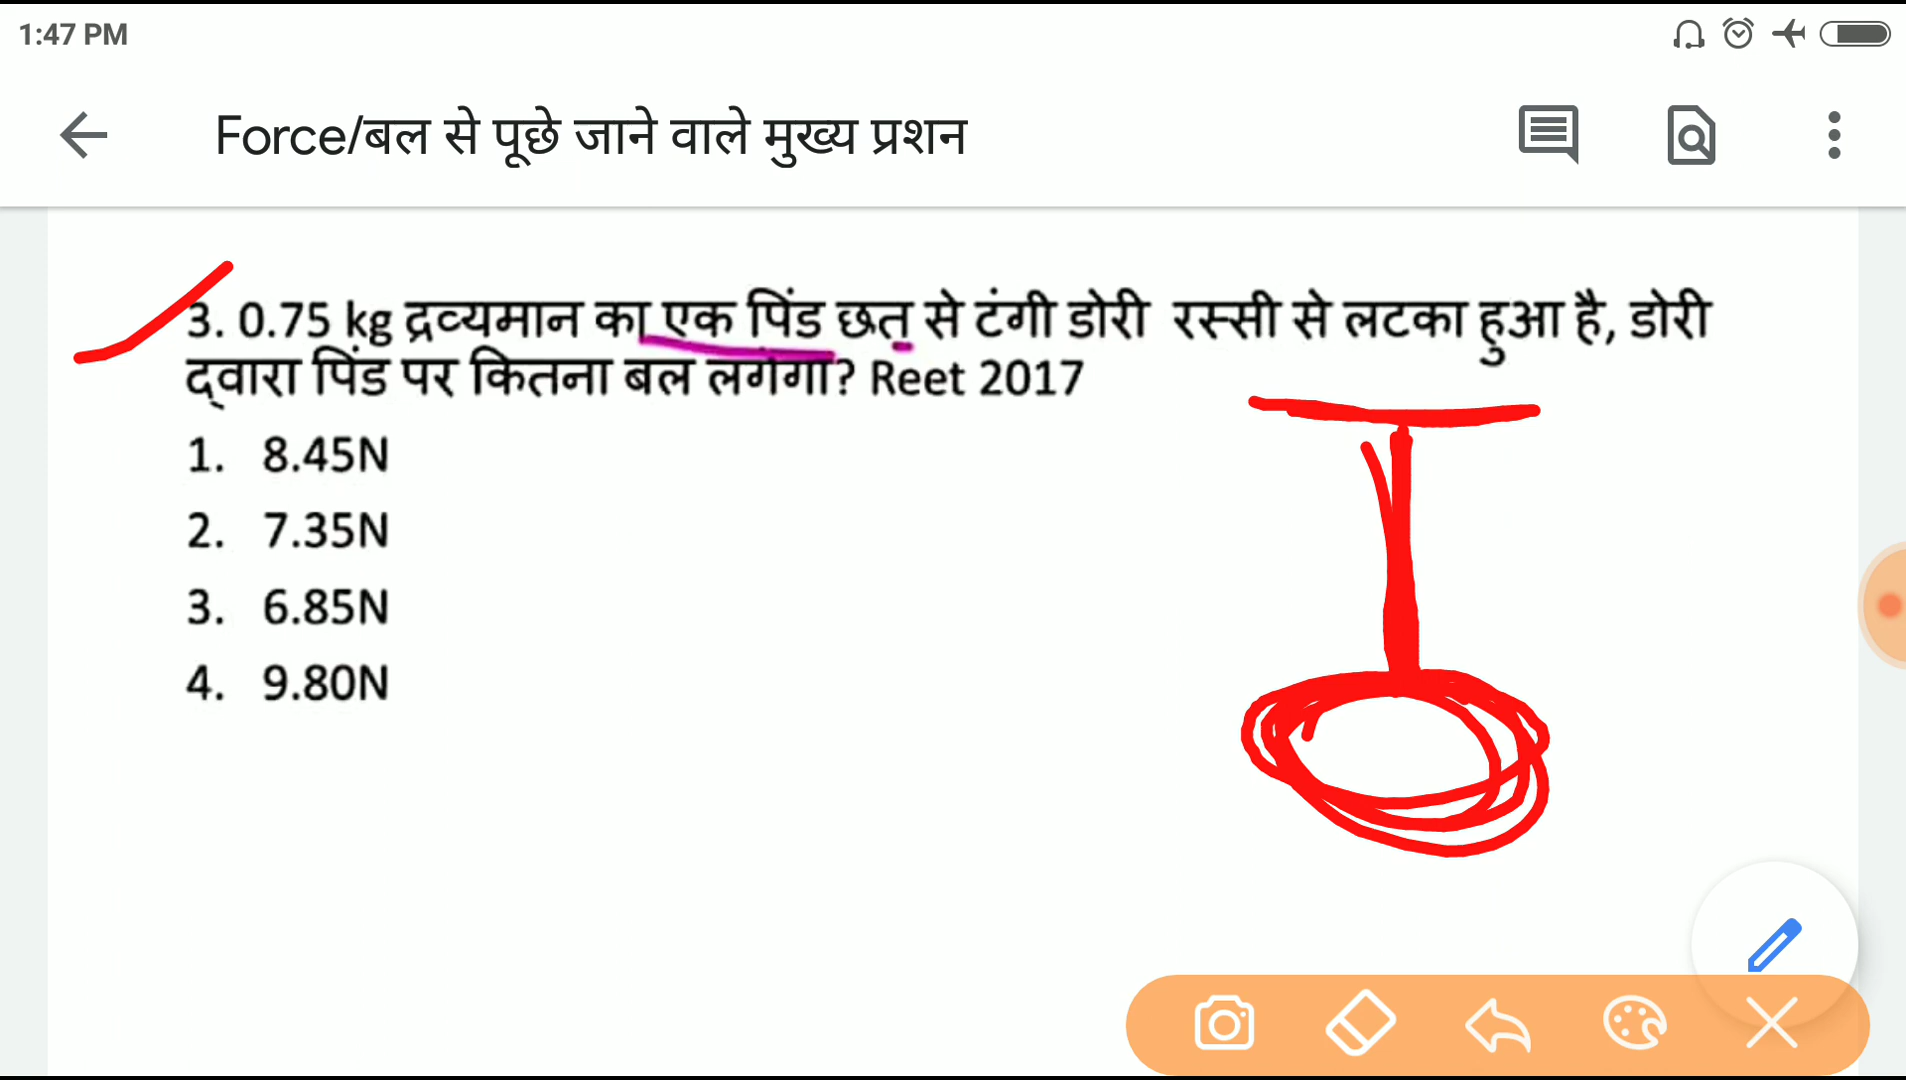 1:47 PM
Force/बल से पूछे जाने वाले मुख्य प्रशन
3. 0.75 kg द्रव्यमान का एक पिंड छत से टंगी डोरी रस्सी से लटका हुआ है, डोरी
द्वारा पिंड पर कितना बल लगेगा? Reet 2017
1. 8.45N
2. 7.35N
3. 6.85N
4. 9.80N